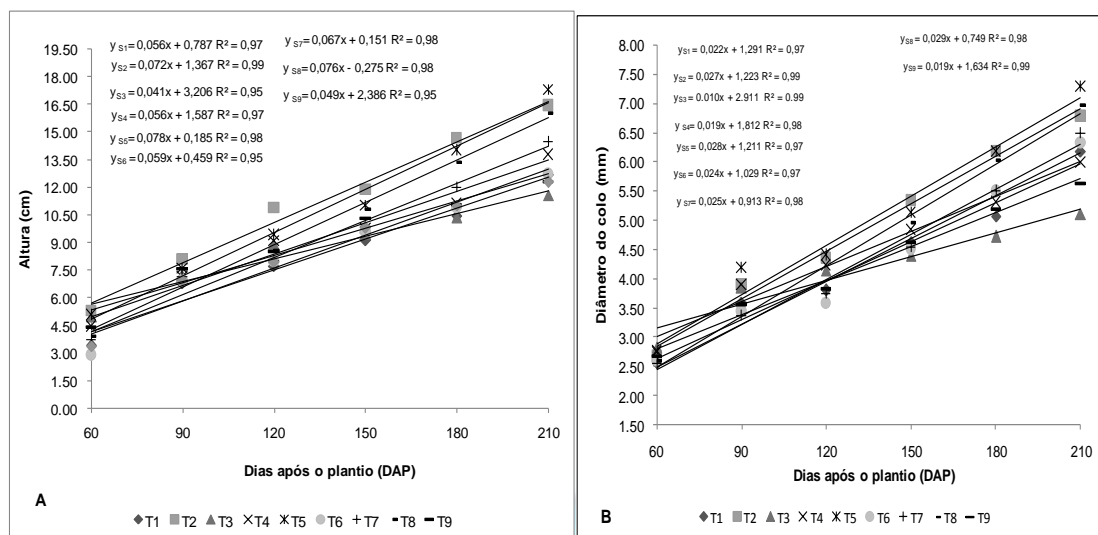 A
y S1 = 0,056x + 0,787 R² = 0,97
y S2 = 0,072x + 1,367 R² = 0,99
y S3 = 0,041x + 3,206 R² = 0,95
y S4 = 0,056x + 1,587 R² = 0,97
y S5 = 0,078x + 0,185 R² = 0,98
y S6 = 0,059x + 0,459 R² = 0,95
y S7 = 0,067x + 0,151 R² = 0,98
y S8 = 0,076x - 0,275 R² = 0,98
y S9 = 0,049x + 2,386 R² = 0,95
Altura (cm)
19.50
18.00
16.50
15.00
13.50
12.00
10.50
9.00
7.50
6.00
4.50
3.00
1.50
0.00
60 90 120 150 180 210
Dias após o plantio (DAP)
A
T1 T2 T3 T4 T5 T6 T7 T8 T9
B
y S1 = 0,022x + 1,291 R² = 0,97
y S2 = 0,027x + 1,223 R² = 0,99
y S3 = 0,010x + 2.911 R² = 0,99
y S4 = 0,019x + 1,812 R² = 0,98
y S5 = 0,028x + 1,211 R² = 0,97
y S6 = 0,024x + 1,029 R² = 0,97
y S7 = 0,025x + 0,913 R² = 0,98
y S8 = 0,029x + 0,749 R² = 0,98
y S9 = 0,019x + 1,634 R² = 0,99
Diâmetro do colo (mm)
8.00
7.50
7.00
6.50
6.00
5.50
5.00
4.50
4.00
3.50
3.00
2.50
2.00
1.50
60 90 120 150 180 210
Dias após o plantio (DAP)
B
T1 T2 T3 T4 T5 T6 T7 T8 T9